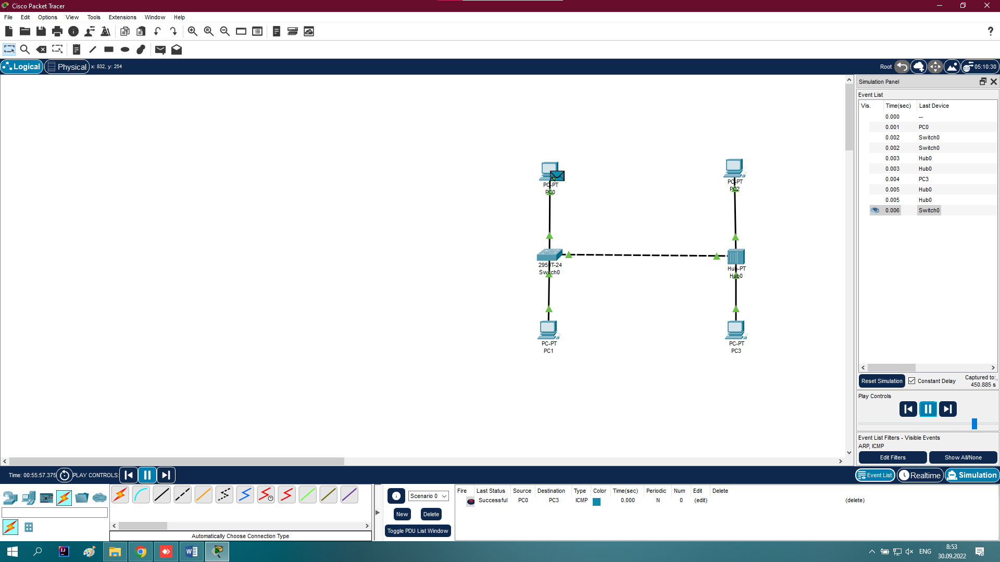 Cisco Packet Tracer
File Edit Options View Tools Extensions Window Help
Logical Physical x: 832, y: 254 Root 05:10:30
Simulation Panel
Event List
Vis. Time(sec) Last Device
0.000 --
0.001 PC0
0.002 Switch0
0.002 Switch0
0.003 Hub0
0.003 Hub0
0.004 PC3
0.005 Hub0
0.005 Hub0
0.006 Switch0
PC-PT
PC0
PC-PT
PC2
2950T-24
Switch0
Hub-PT
Hub0
PC-PT
PC1
PC-PT
PC3
Reset Simulation Constant Delay Captured to:
450.885 s
Play Controls
Event List Filters - Visible Events
ARP, ICMP
Edit Filters Show All/None
Time: 00:55:57.375 PLAY CONTROLS: Event List Realtime Simulation
Scenario 0
New Delete
Toggle PDU List Window
Fire Last Status Source Destination Type Color Time(sec) Periodic Num Edit Delete
Successful PC0 PC3 ICMP 0.000 N 0 (edit) (delete)
Automatically Choose Connection Type
ENG 8:53
30.09.2022